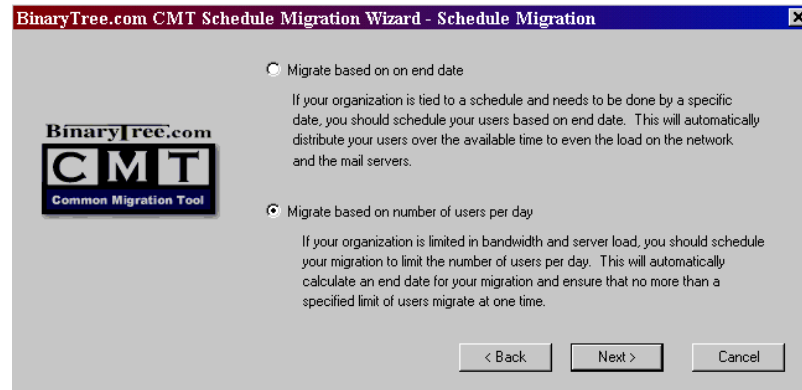 BinaryTree.com CMT Schedule Migration Wizard - Schedule Migration
Migrate based on on end date
If your organization is tied to a schedule and needs to be done by a specific
date, you should schedule your users based on end date. This will automatically
distribute your users over the available time to even the load on the network
and the mail servers.
BinaryTree.com
CMT
Common Migration Tool
Migrate based on number of users per day
If your organization is limited in bandwidth and server load, you should schedule
your migration to limit the number of users per day. This will automatically
calculate an end date for your migration and ensure that no more than a
specified limit of users migrate at one time.
< Back
Next >
Cancel